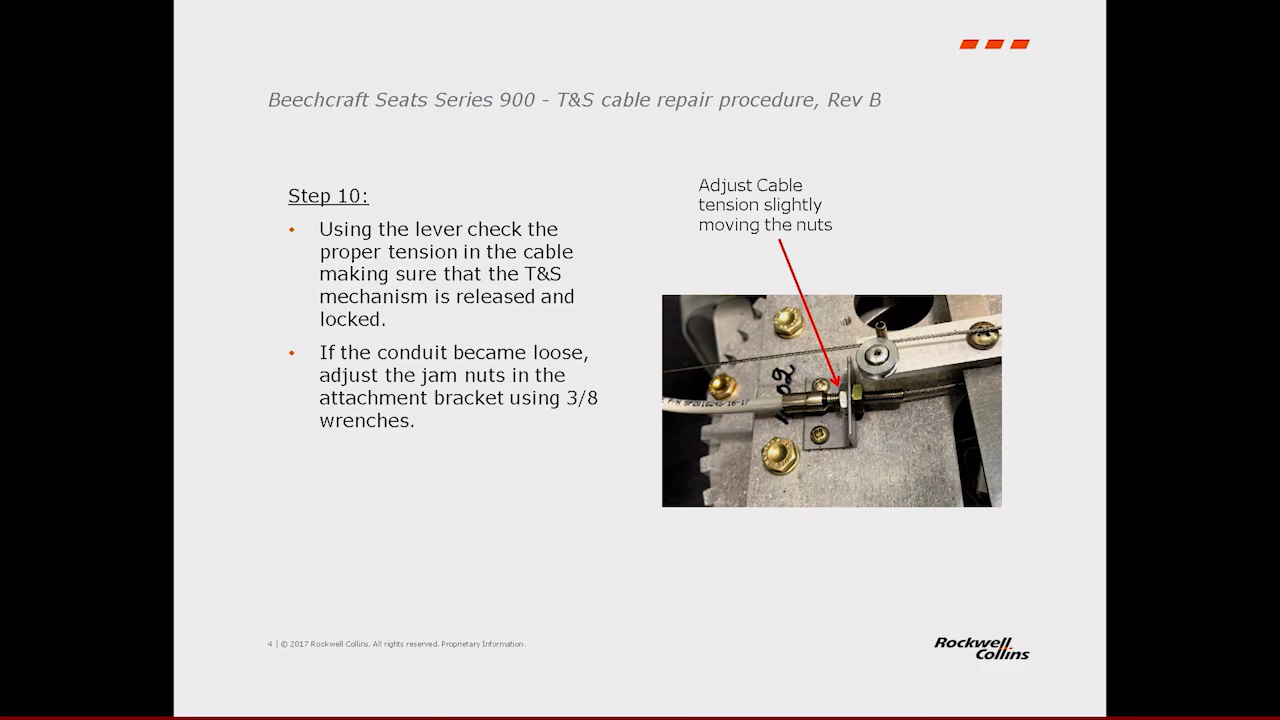 Beechcraft Seats Series 900 - T&S cable repair procedure, Rev B
Step 10:
• Using the lever check the
proper tension in the cable
making sure that the T&S
mechanism is released and
locked.
• If the conduit became loose,
adjust the jam nuts in the
attachment bracket using 3/8
wrenches.
Adjust Cable
tension slightly
moving the nuts
02
4 | © 2017 Rockwell Collins. All rights reserved. Proprietary Information.
Rockwell
Collins